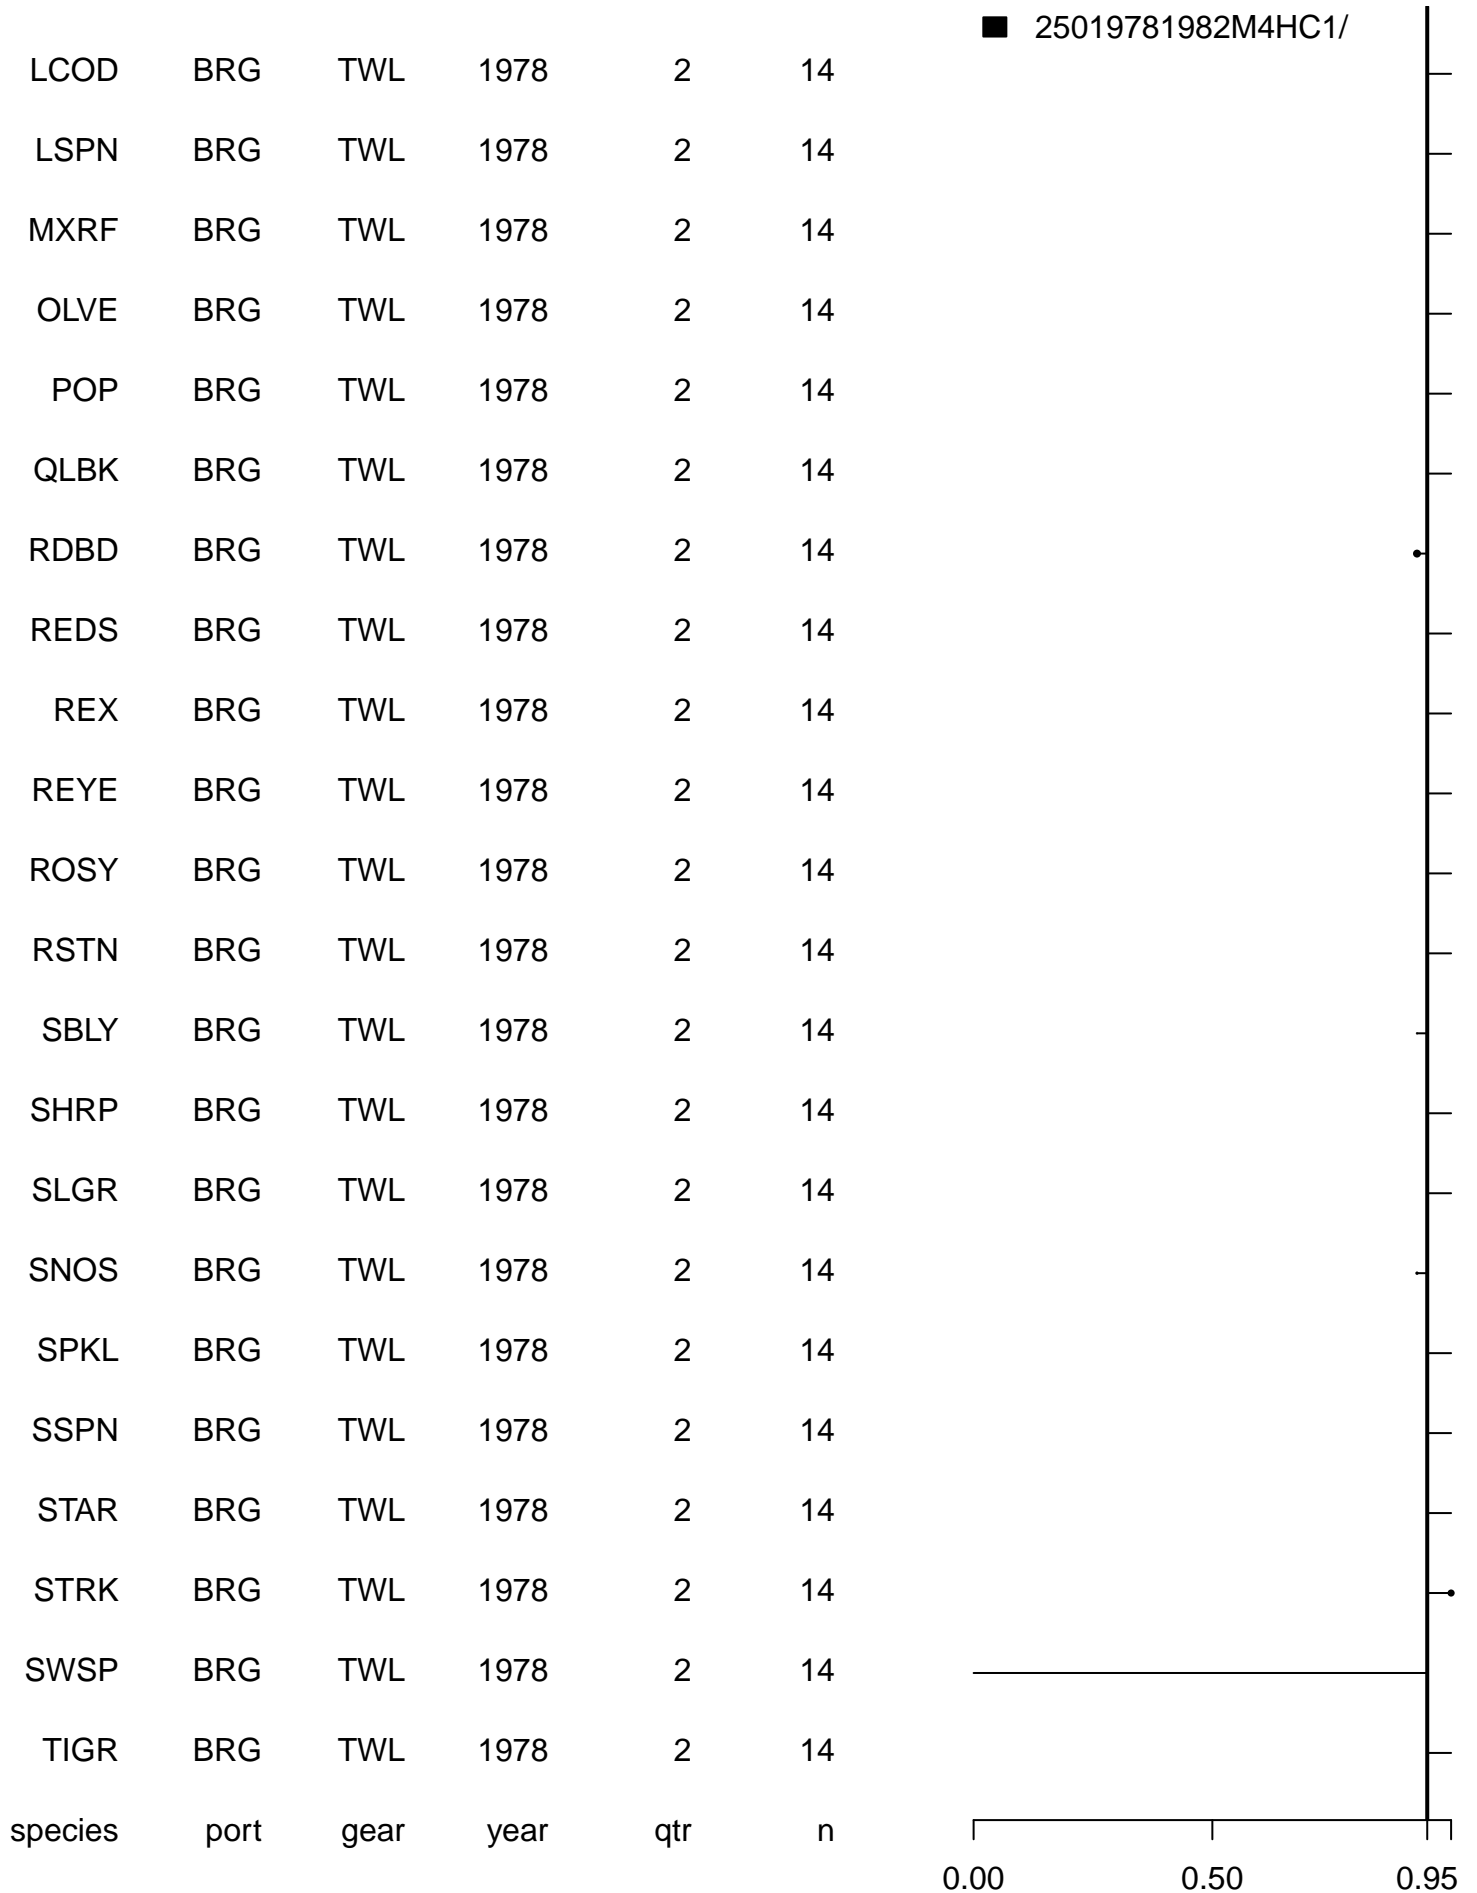 25019781982M4HC1/
LCOD BRG TWL 1978 2 14
LSPN BRG TWL 1978 2 14
MXRF BRG TWL 1978 2 14
OLVE BRG TWL 1978 2 14
POP BRG TWL 1978 2 14
QLBK BRG TWL 1978 2 14
RDBD BRG TWL 1978 2 14
REDS BRG TWL 1978 2 14
REX BRG TWL 1978 2 14
REYE BRG TWL 1978 2 14
ROSY BRG TWL 1978 2 14
RSTN BRG TWL 1978 2 14
SBLY BRG TWL 1978 2 14
SHRP BRG TWL 1978 2 14
SLGR BRG TWL 1978 2 14
SNOS BRG TWL 1978 2 14
SPKL BRG TWL 1978 2 14
SSPN BRG TWL 1978 2 14
STAR BRG TWL 1978 2 14
STRK BRG TWL 1978 2 14
SWSP BRG TWL 1978 2 14
TIGR BRG TWL 1978 2 14
species port gear year qtr n
0.00 0.50 0.95